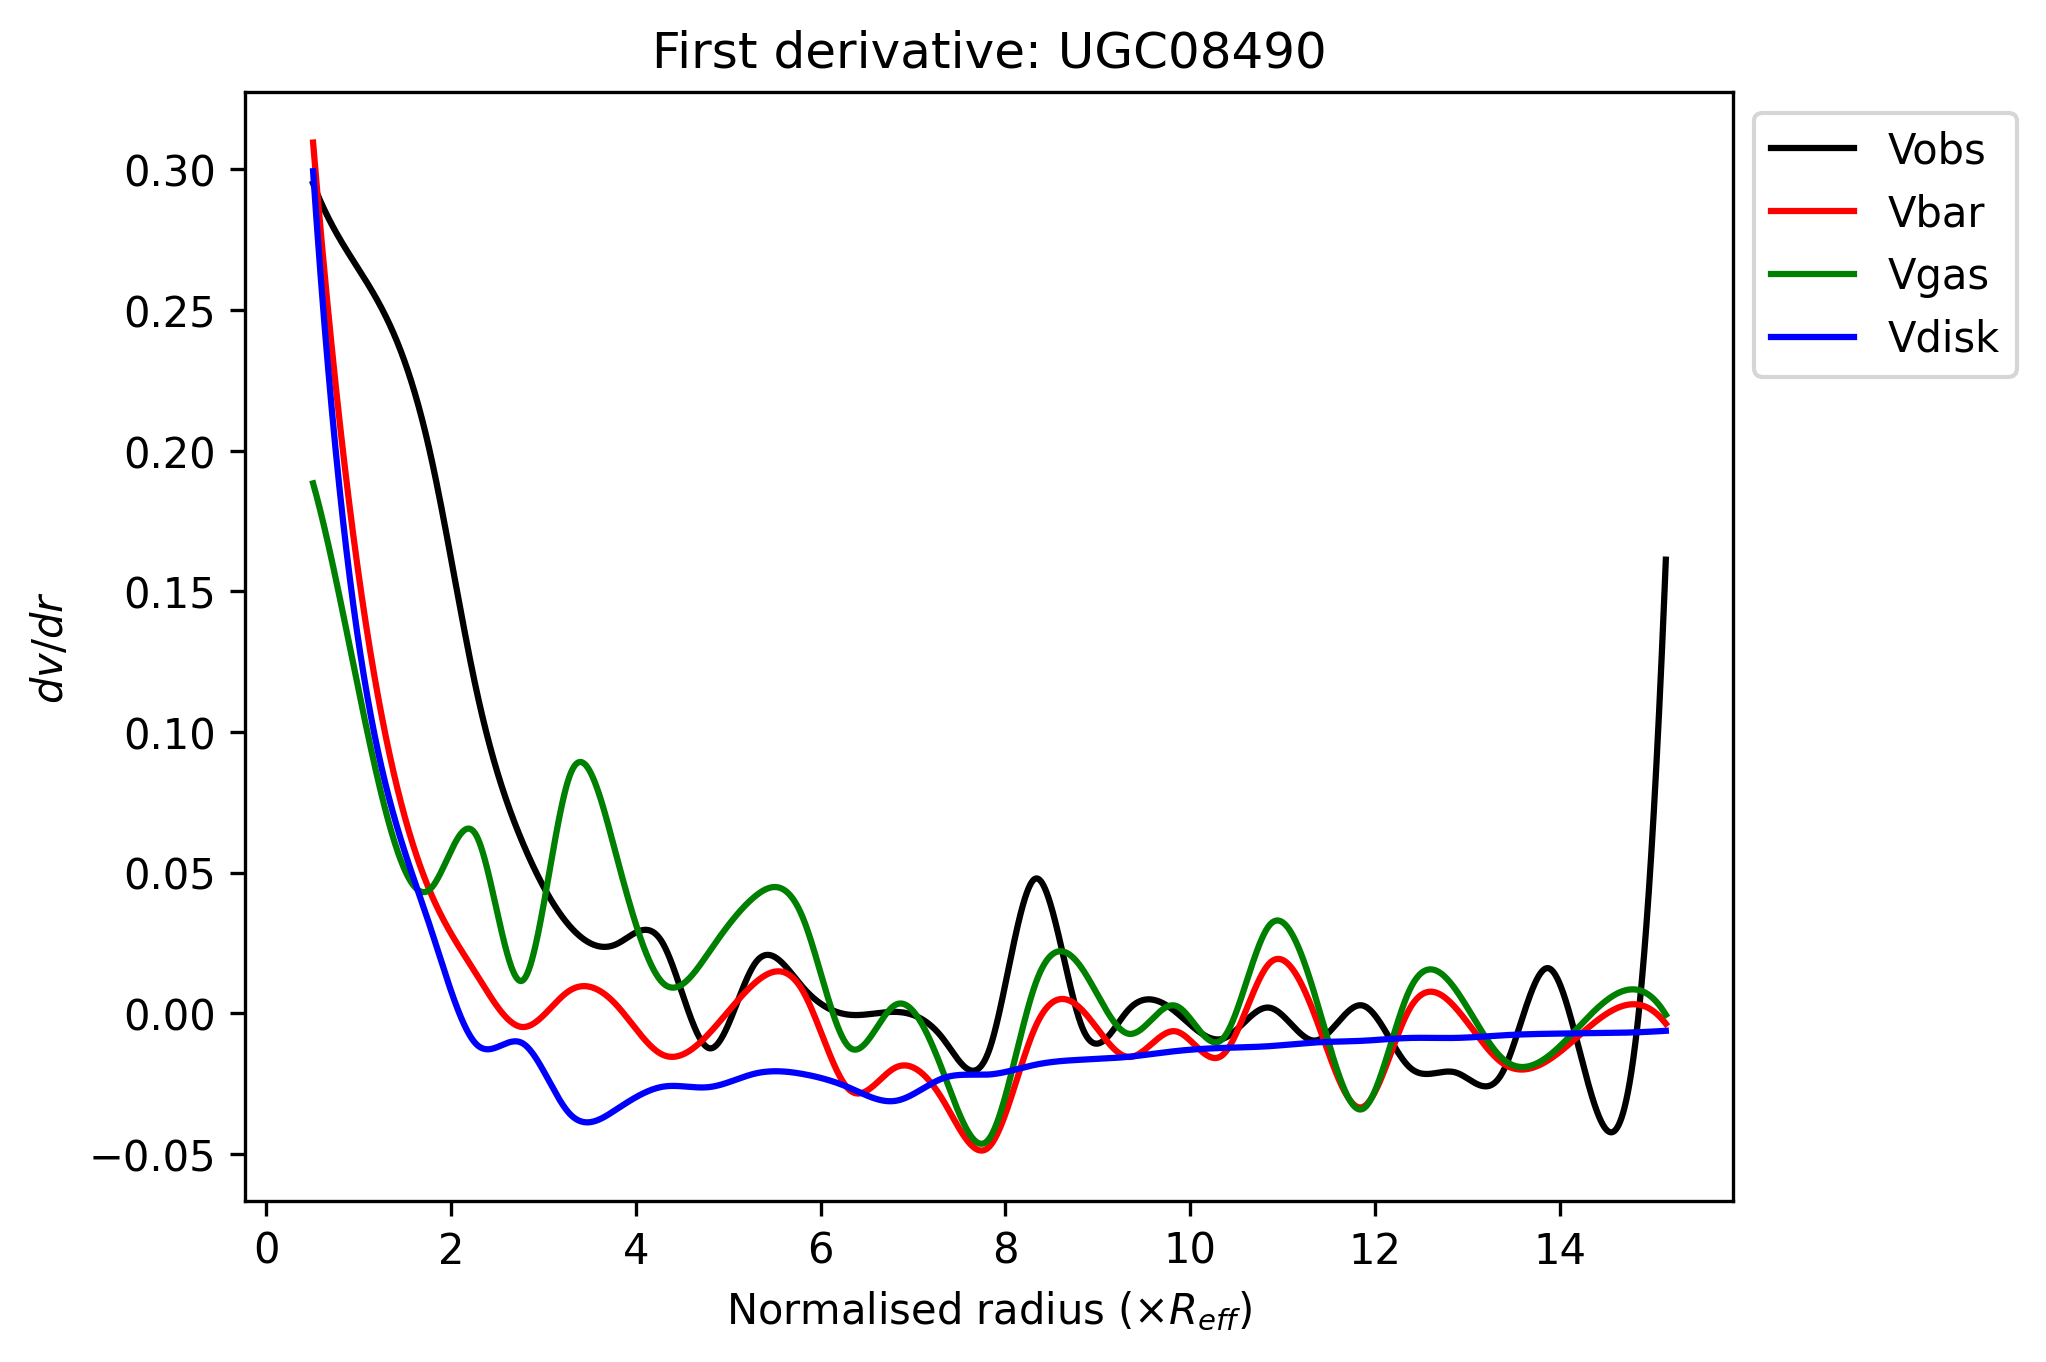 First derivative: UGC08490
0.30
0.25
0.20
0.15
0.10
0.05
0.00
−0.05
dv/dr
0 2 4 6 8 10 12 14
Normalised radius (×R_eff)
Vobs
Vbar
Vgas
Vdisk